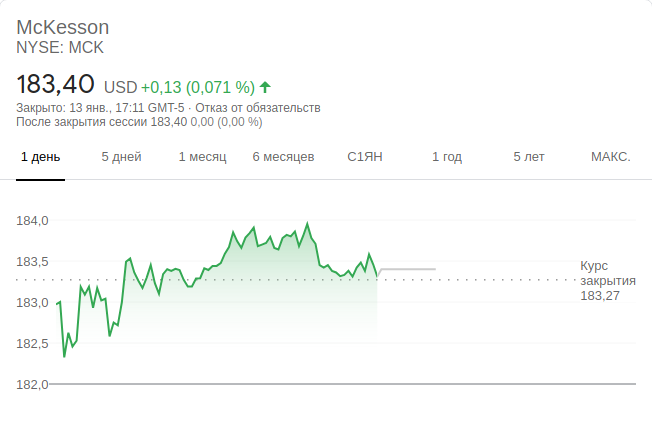 McKesson
NYSE: MCK
183,40 USD +0,13 (0,071 %)
Закрыто: 13 янв., 17:11 GMT-5 · Отказ от обязательств
После закрытия сессии 183,40 0,00 (0,00 %)
1 день 5 дней 1 месяц 6 месяцев С1ЯН 1 год 5 лет МАКС.
184,0
183,5
183,0
182,5
182,0
Курс
закрытия
183,27